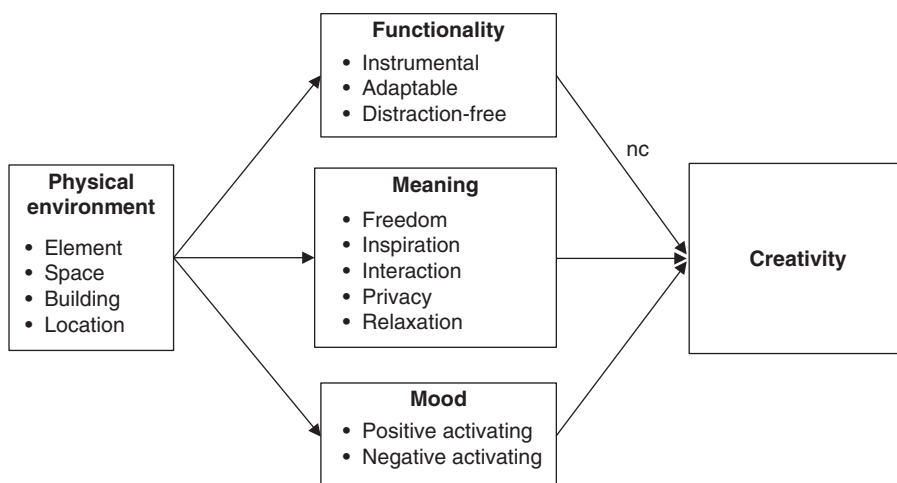 Functionality
• Instrumental
• Adaptable
• Distraction-free
nc
Physical
environment
• Element
• Space
• Building
• Location
Meaning
• Freedom
• Inspiration
• Interaction
• Privacy
• Relaxation
Creativity
Mood
• Positive activating
• Negative activating